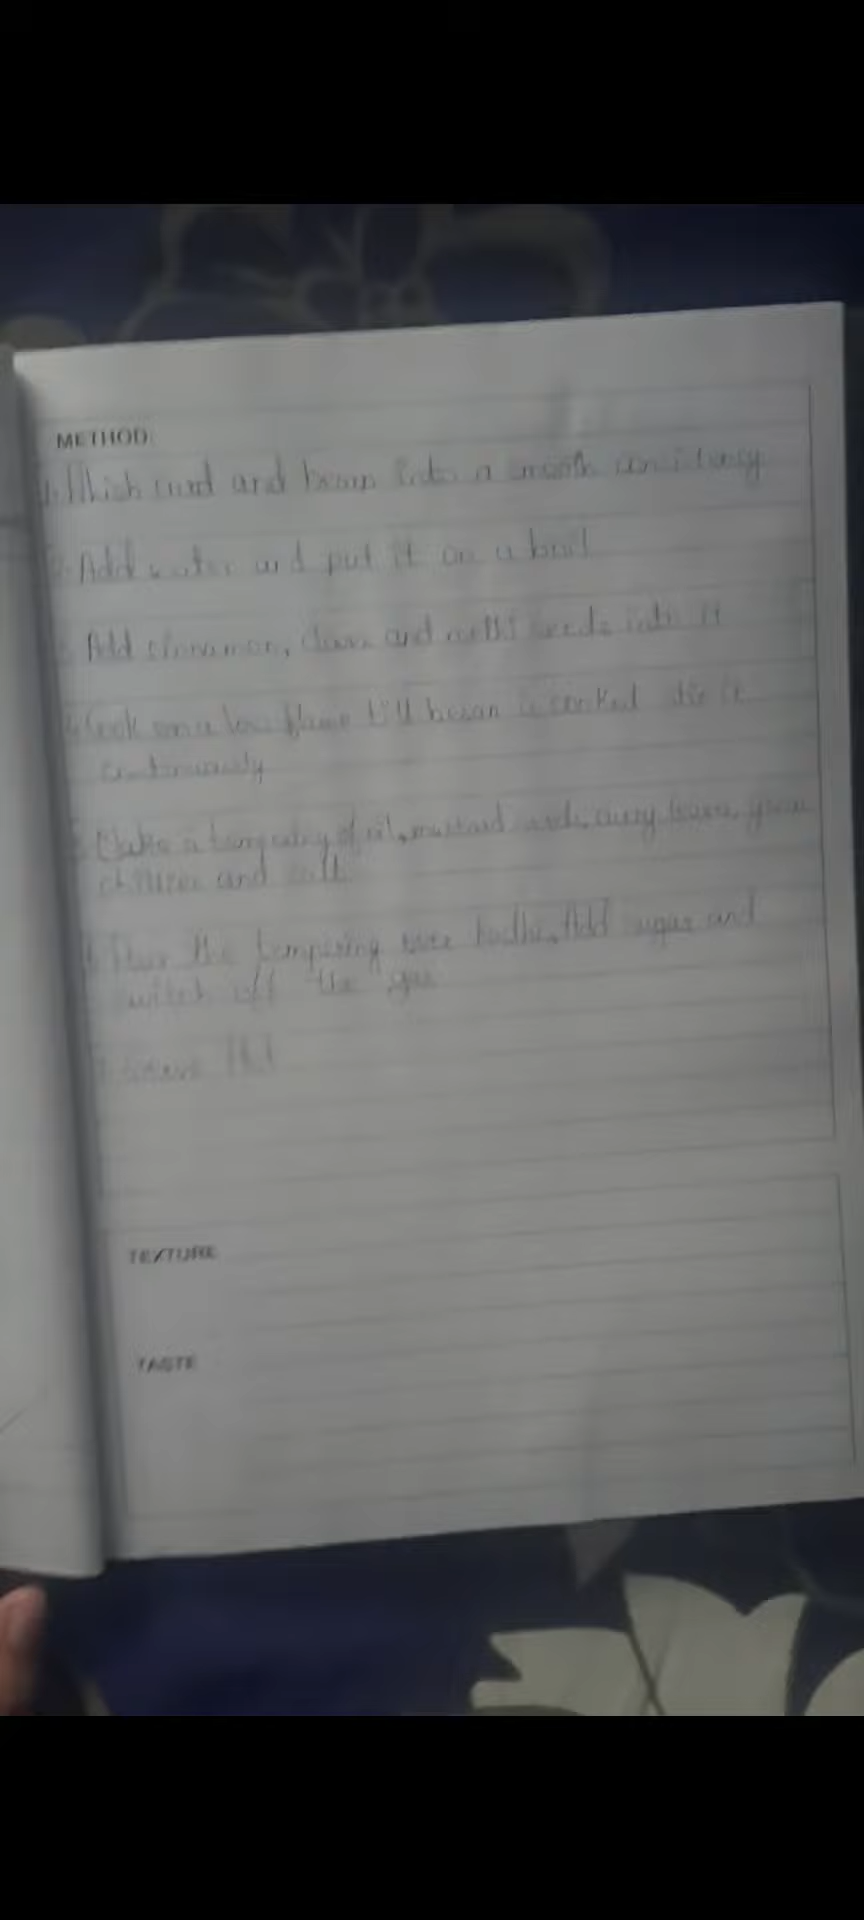 METHOD:
1. Whisk curd and besan into a smooth consistency
2. Add water and put it on a boil
3. Add cinnamon, cloves and methi seeds into it
4. Cook on a low flame till besan is cooked stir it
continuously
5. Make a tempering of oil, mustard seeds, curry leaves, green
chillies and salt
6. Pour the tempering over kadhi. Add sugar and
switch off the gas
7. Serve Hot
TEXTURE
TASTE